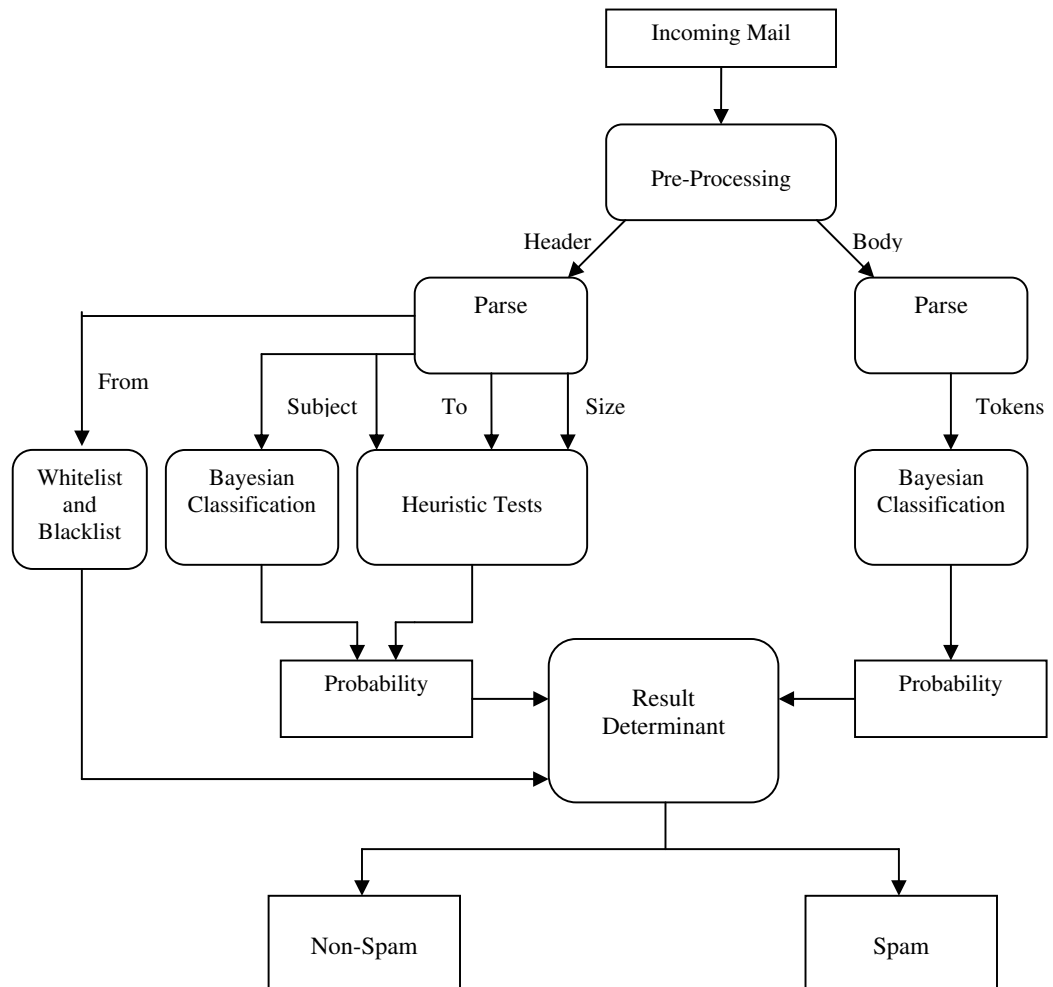 Incoming Mail
Pre-Processing
Header
Body
Parse
Parse
From
Subject
To
Size
Tokens
Whitelist
and
Blacklist
Bayesian
Classification
Heuristic Tests
Bayesian
Classification
Probability
Result
Determinant
Probability
Non-Spam
Spam